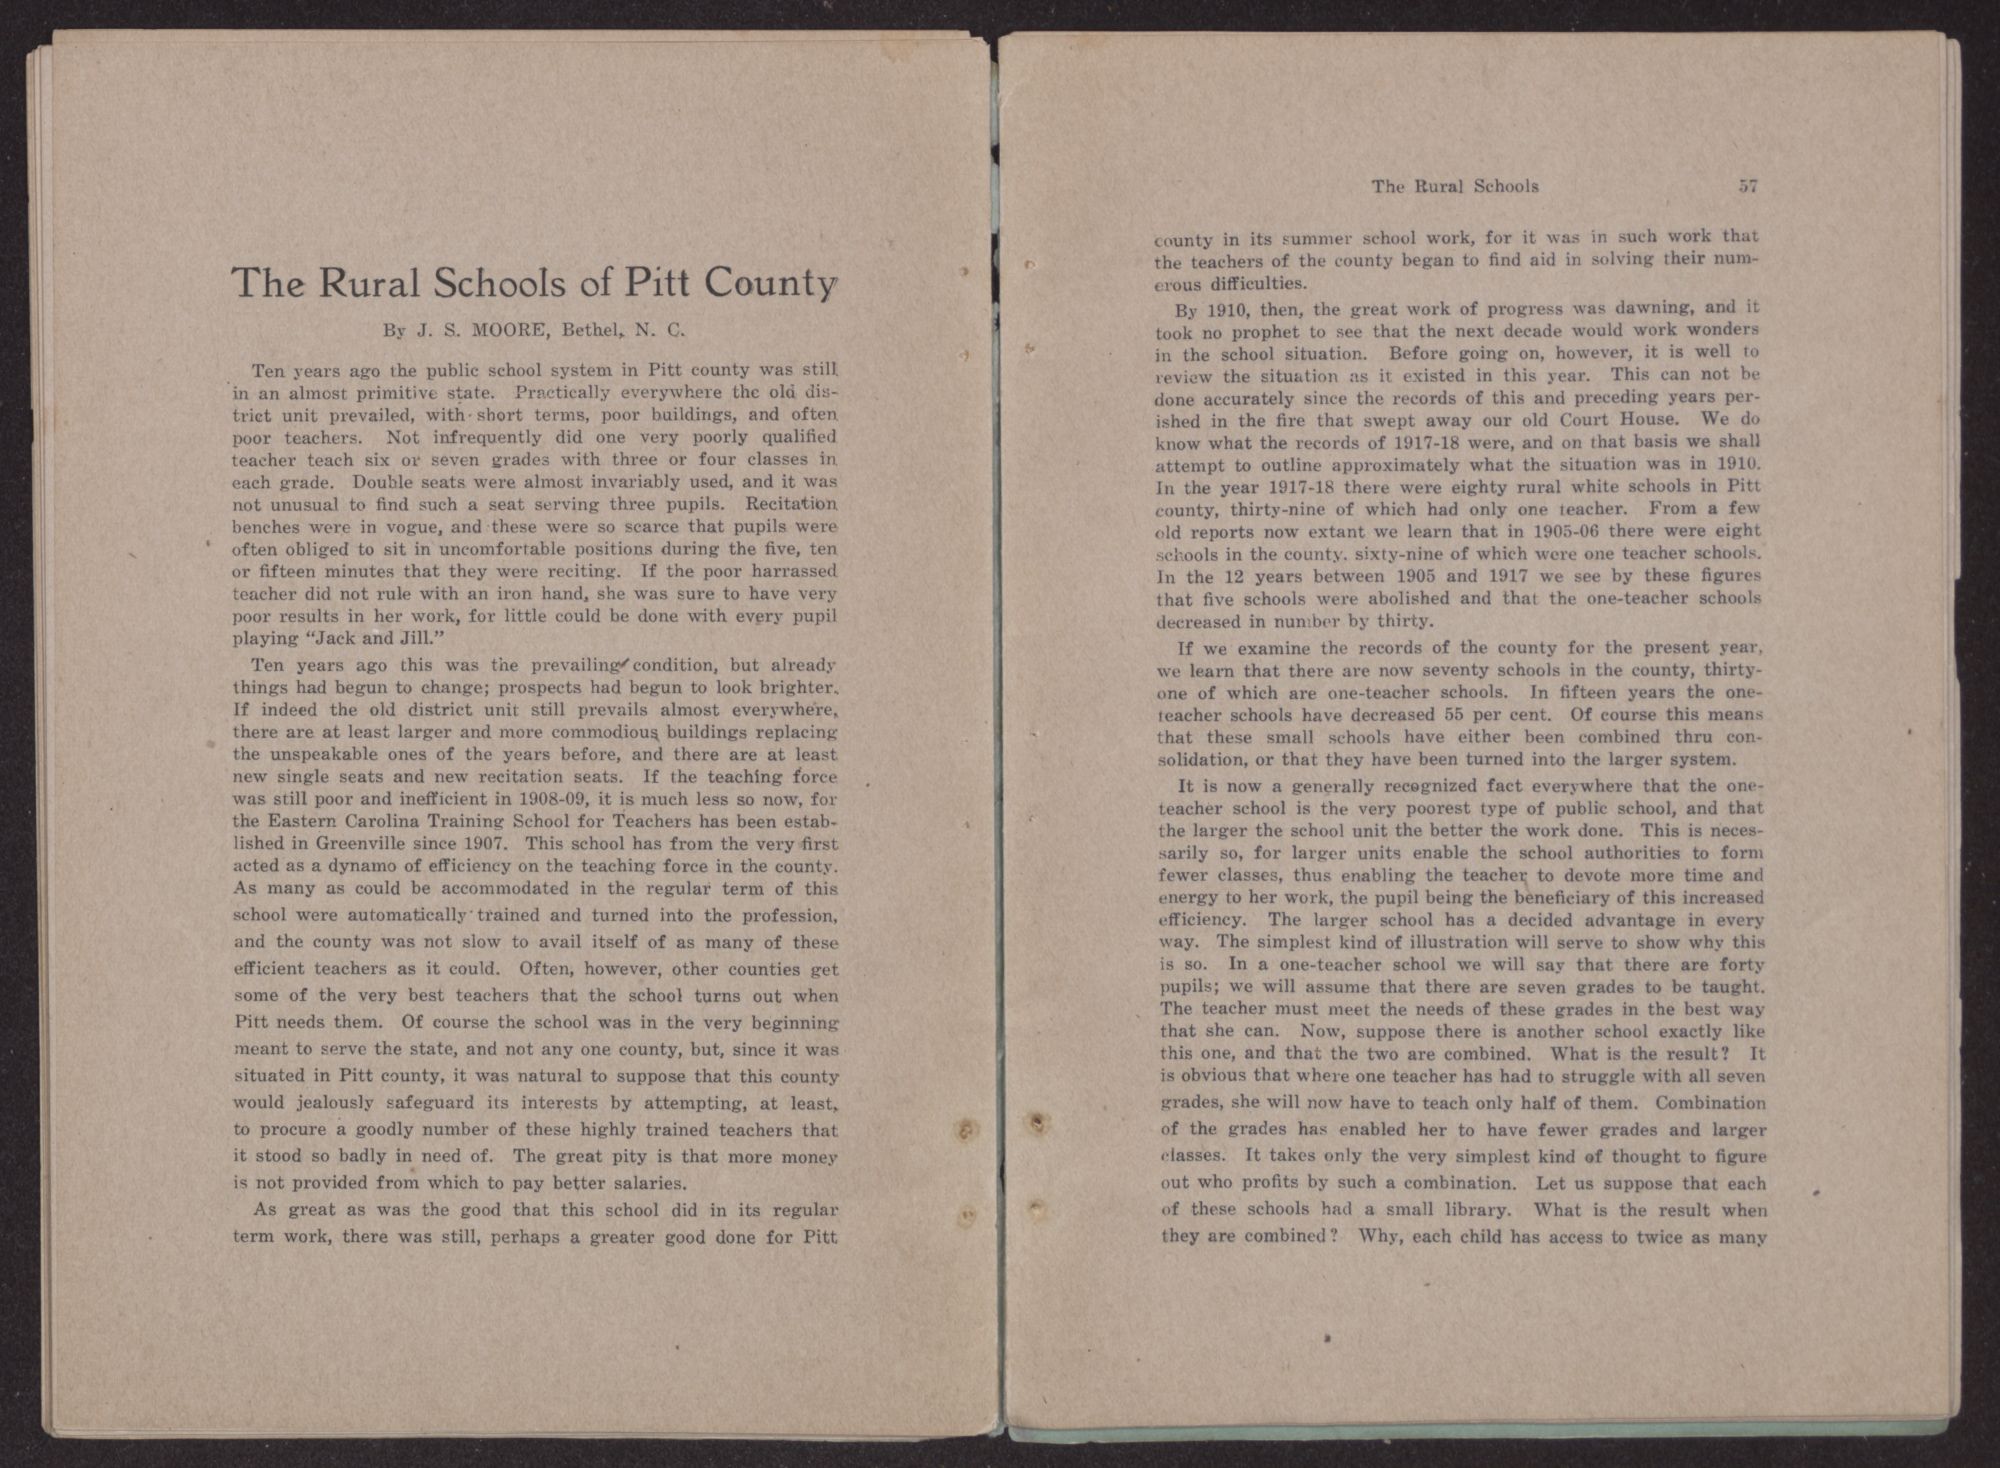 The Rural Schools of Pitt County
By J. S. MOORE, Bethel, N. C.
Ten years ago the public school system in Pitt county was still
in an almost primitive state. Practically everywhere the old dis-
trict unit prevailed, with short terms, poor buildings, and often
poor teachers. Not infrequently did one very poorly qualified
teacher teach six or seven grades with three or four classes in
each grade. Double seats were almost invariably used, and it was
not unusual to find such a seat serving three pupils. Recitation
benches were in vogue, and these were so scarce that pupils were
often obliged to sit in uncomfortable positions during the five, ten
or fifteen minutes that they were reciting. If the poor harrassed
teacher did not rule with an iron hand, she was sure to have very
poor results in her work, for little could be done with every pupil
playing “Jack and Jill.”
Ten years ago this was the prevailing condition, but already
things had begun to change; prospects had begun to look brighter.
If indeed the old district unit still prevails almost everywhere,
there are at least larger and more commodious buildings replacing
the unspeakable ones of the years before, and there are at least
new single seats and new recitation seats. If the teaching force
was still poor and inefficient in 1908-09, it is much less so now, for
the Eastern Carolina Training School for Teachers has been estab-
lished in Greenville since 1907. This school has from the very first
acted as a dynamo of efficiency on the teaching force in the county.
As many as could be accommodated in the regular term of this
school were automatically trained and turned into the profession,
and the county was not slow to avail itself of as many of these
efficient teachers as it could. Often, however, other counties get
some of the very best teachers that the school turns out when
Pitt needs them. Of course the school was in the very beginning
meant to serve the state, and not any one county, but, since it was
situated in Pitt county, it was natural to suppose that this county
would jealously safeguard its interests by attempting, at least,
to procure a goodly number of these highly trained teachers that
it stood so badly in need of. The great pity is that more money
is not provided from which to pay better salaries.
As great as was the good that this school did in its regular
term work, there was still, perhaps a greater good done for Pitt
The Rural Schools 57
county in its summer school work, for it was in such work that
the teachers of the county began to find aid in solving their num-
erous difficulties.
By 1910, then, the great work of progress was dawning, and it
took no prophet to see that the next decade would work wonders
in the school situation. Before going on, however, it is well to
review the situation as it existed in this year. This can not be
done accurately since the records of this and preceding years per-
ished in the fire that swept away our old Court House. We do
know what the records of 1917-18 were, and on that basis we shall
attempt to outline approximately what the situation was in 1910.
In the year 1917-18 there were eighty rural white schools in Pitt
county, thirty-nine of which had only one teacher. From a few
old reports now extant we learn that in 1905-06 there were eight
schools in the county, sixty-nine of which were one teacher schools.
In the 12 years between 1905 and 1917 we see by these figures
that five schools were abolished and that the one-teacher schools
decreased in number by thirty.
If we examine the records of the county for the present year,
we learn that there are now seventy schools in the county, thirty-
one of which are one-teacher schools. In fifteen years the one-
teacher schools have decreased 55 per cent. Of course this means
that these small schools have either been combined thru con-
solidation, or that they have been turned into the larger system.
It is now a generally recognized fact everywhere that the one-
teacher school is the very poorest type of public school, and that
the larger the school unit the better the work done. This is neces-
sarily so, for larger units enable the school authorities to form
fewer classes, thus enabling the teacher to devote more time and
energy to her work, the pupil being the beneficiary of this increased
efficiency. The larger school has a decided advantage in every
way. The simplest kind of illustration will serve to show why this
is so. In a one-teacher school we will say that there are forty
pupils; we will assume that there are seven grades to be taught.
The teacher must meet the needs of these grades in the best way
that she can. Now, suppose there is another school exactly like
this one, and that the two are combined. What is the result? It
is obvious that where one teacher has had to struggle with all seven
grades, she will now have to teach only half of them. Combination
of the grades has enabled her to have fewer grades and larger
classes. It takes only the very simplest kind of thought to figure
out who profits by such a combination. Let us suppose that each
of these schools had a small library. What is the result when
they are combined? Why, each child has access to twice as many